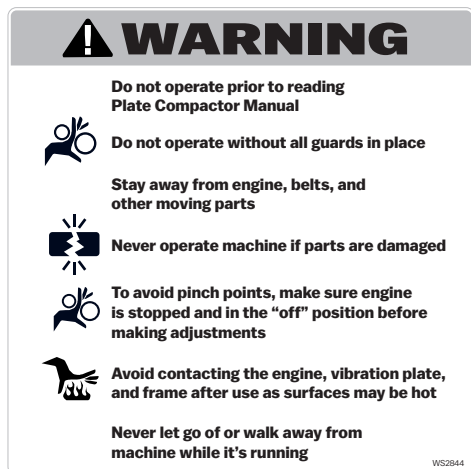 WARNING
Do not operate prior to reading
Plate Compactor Manual
Do not operate without all guards in place
Stay away from engine, belts, and
other moving parts
Never operate machine if parts are damaged
To avoid pinch points, make sure engine
is stopped and in the “off” position before
making adjustments
Avoid contacting the engine, vibration plate,
and frame after use as surfaces may be hot
Never let go of or walk away from
machine while it’s running
WS2844